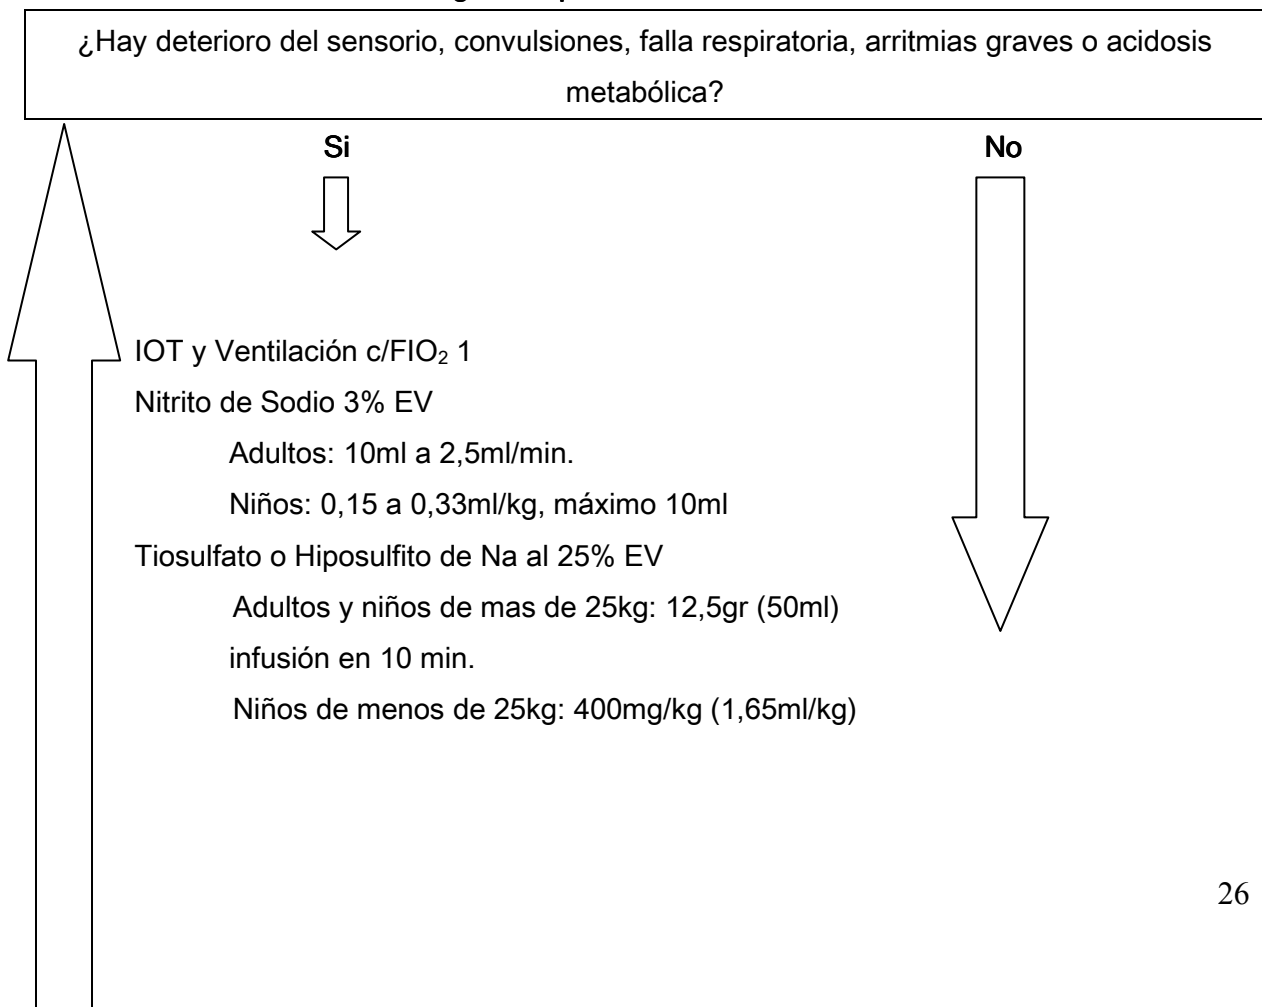 ¿Hay deterioro del sensorio, convulsiones, falla respiratoria, arritmias graves o acidosis
metabólica?
Si
No
IOT y Ventilación c/FIO₂ 1
Nitrito de Sodio 3% EV
Adultos: 10ml a 2,5ml/min.
Niños: 0,15 a 0,33ml/kg, máximo 10ml
Tiosulfato o Hiposulfito de Na al 25% EV
Adultos y niños de mas de 25kg: 12,5gr (50ml)
infusión en 10 min.
Niños de menos de 25kg: 400mg/kg (1,65ml/kg)
26